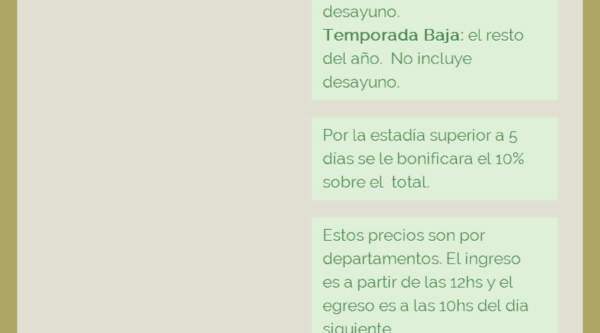 desayuno.
Temporada Baja: el resto
del año. No incluye
desayuno.
Por la estadía superior a 5
días se le bonificara el 10%
sobre el total.
Estos precios son por
departamentos. El ingreso
es a partir de las 12hs y el
egreso es a las 10hs del día
siguiente